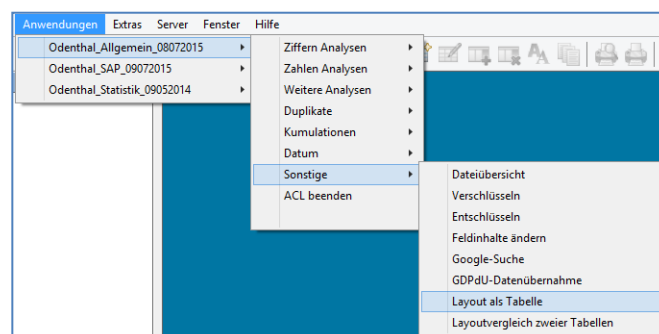 Anwendungen Extras Server Fenster Hilfe
Odenthal_Allgemein_08072015
Odenthal_SAP_09072015
Odenthal_Statistik_09052014
Ziffern Analysen
Zahlen Analysen
Weitere Analysen
Duplikate
Kumulationen
Datum
Sonstige
ACL beenden
Dateiübersicht
Verschlüsseln
Entschlüsseln
Feldinhalte ändern
Google-Suche
GDPdU-Datenübernahme
Layout als Tabelle
Layoutvergleich zweier Tabellen